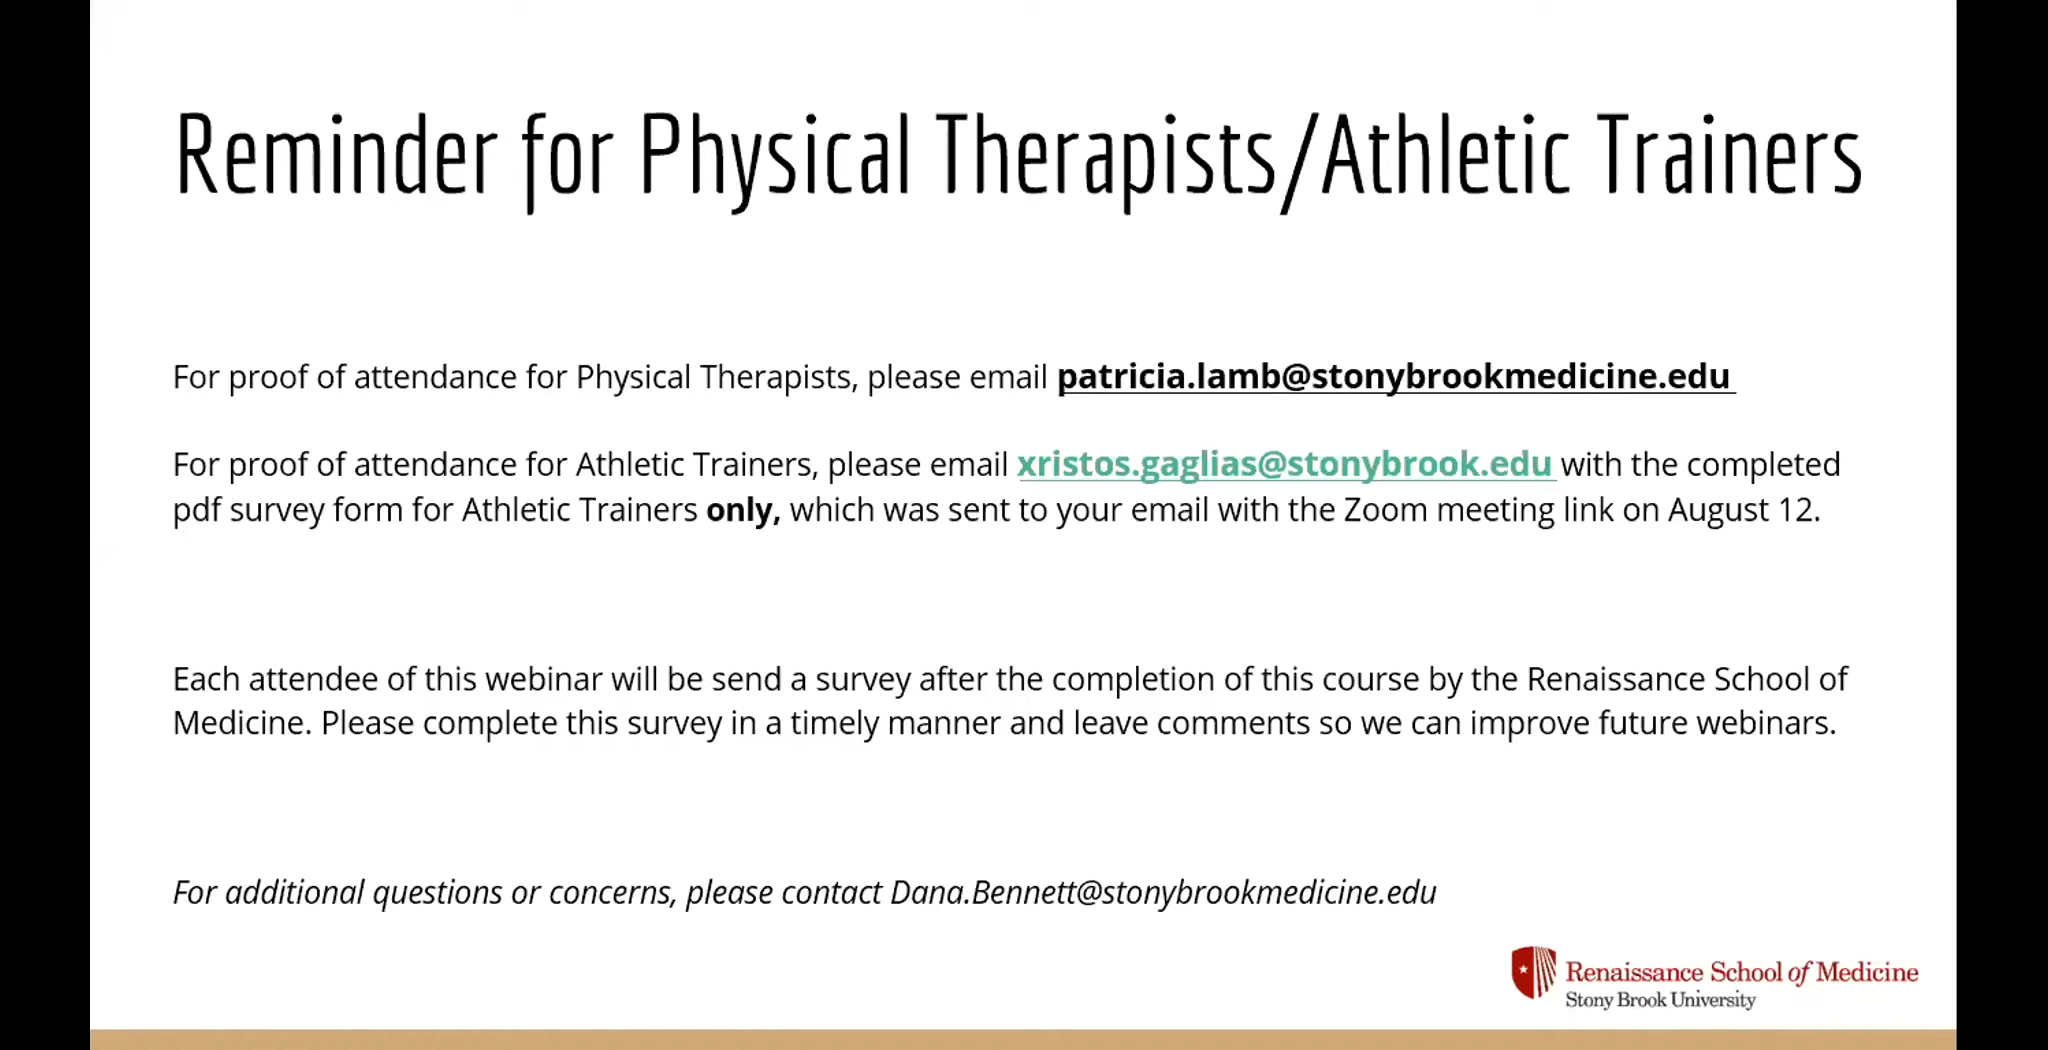 Reminder for Physical Therapists/Athletic Trainers
For proof of attendance for Physical Therapists, please email patricia.lamb@stonybrookmedicine.edu
For proof of attendance for Athletic Trainers, please email xristos.gaglias@stonybrook.edu with the completed
pdf survey form for Athletic Trainers only, which was sent to your email with the Zoom meeting link on August 12.
Each attendee of this webinar will be send a survey after the completion of this course by the Renaissance School of
Medicine. Please complete this survey in a timely manner and leave comments so we can improve future webinars.
For additional questions or concerns, please contact Dana.Bennett@stonybrookmedicine.edu
Renaissance School of Medicine
Stony Brook University